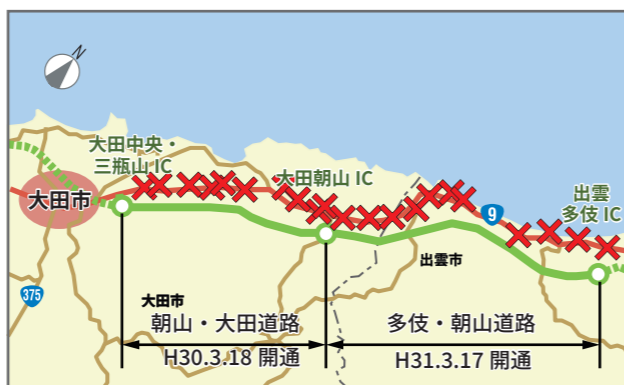 N
大田中央・
三瓶山 IC
大田朝山 IC
大田市
9
出雲
多伎 IC
出雲市
375
大田市
朝山・大田道路
多伎・朝山道路
H30.3.18 開通
H31.3.17 開通